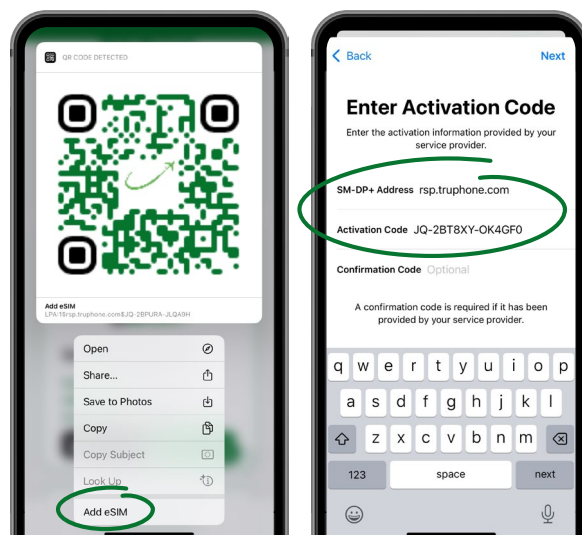 QR CODE DETECTED
Add eSIM
LPA:1$rsp.truphone.com$JQ-2BPURA-JLQA9H
Open
Share...
Save to Photos
Copy
Copy Subject
Look Up
Add eSIM
Back
Next
Enter Activation Code
Enter the activation information provided by your
service provider.
SM-DP+ Address rsp.truphone.com
Activation Code JQ-2BT8XY-OK4GF0
Confirmation Code Optional
A confirmation code is required if it has been
provided by your service provider.
q w e r t y u i o p
a s d f g h j k l
z x c v b n m
123 space next